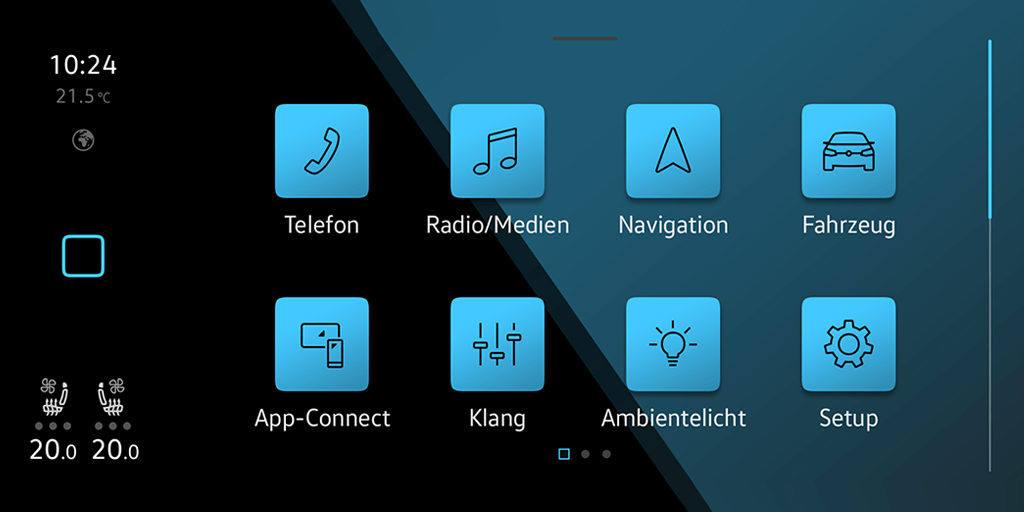 10:24
21.5°C
Telefon
Radio/Medien
Navigation
Fahrzeug
App-Connect
Klang
Ambientelicht
Setup
20.0 20.0